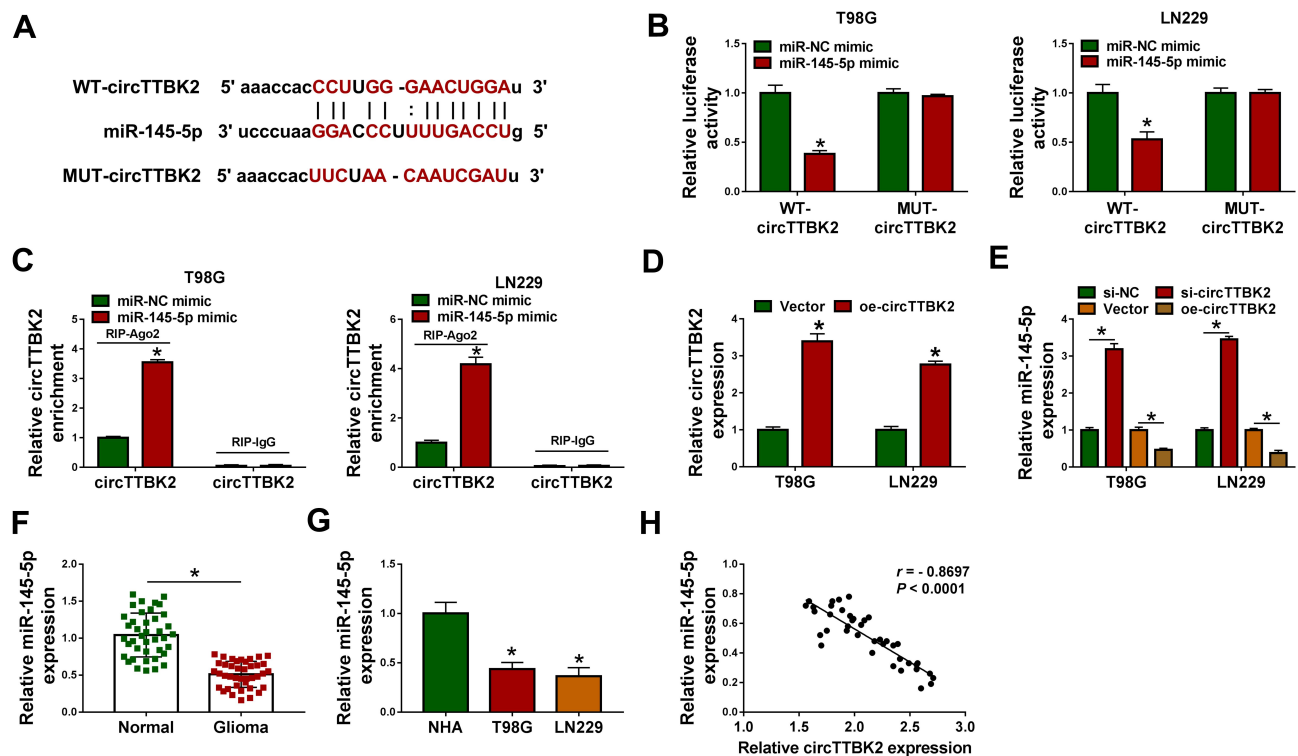 A
WT-circTTBK2 5' aaaccacCCUUGG -GAACUGGAu 3'
miR-145-5p 3' ucccuaaGGACCCUUUUGACCUg 5'
MUT-circTTBK2 5' aaaccacUUCUAA - CAAUCGAUu 3'
B
T98G
miR-NC mimic
miR-145-5p mimic
Relative luciferase
activity
1.5
1.0
0.5
0.0
*
WT-
circTTBK2
MUT-
circTTBK2
LN229
miR-NC mimic
miR-145-5p mimic
Relative luciferase
activity
1.5
1.0
0.5
0.0
*
WT-
circTTBK2
MUT-
circTTBK2
C
T98G
miR-NC mimic
miR-145-5p mimic
Relative circTTBK2
enrichment
5
4
3
2
1
0
RIP-Ago2
*
RIP-IgG
circTTBK2 circTTBK2
LN229
miR-NC mimic
miR-145-5p mimic
Relative circTTBK2
enrichment
6
4
2
0
RIP-Ago2
*
RIP-IgG
circTTBK2 circTTBK2
D
Vector oe-circTTBK2
Relative circTTBK2
expression
4
3
2
1
0
* *
T98G LN229
E
si-NC si-circTTBK2
Vector oe-circTTBK2
Relative miR-145-5p
expression
4
3
2
1
0
* * * *
T98G LN229
F
Relative miR-145-5p
expression
2.0
1.5
1.0
0.5
0.0
*
Normal Glioma
G
Relative miR-145-5p
expression
1.5
1.0
0.5
0.0
* *
NHA T98G LN229
H
Relative miR-145-5p
expression
1.0
0.8
0.6
0.4
0.2
0.0
r = - 0.8697
P < 0.0001
1.0 1.5 2.0 2.5 3.0
Relative circTTBK2 expression